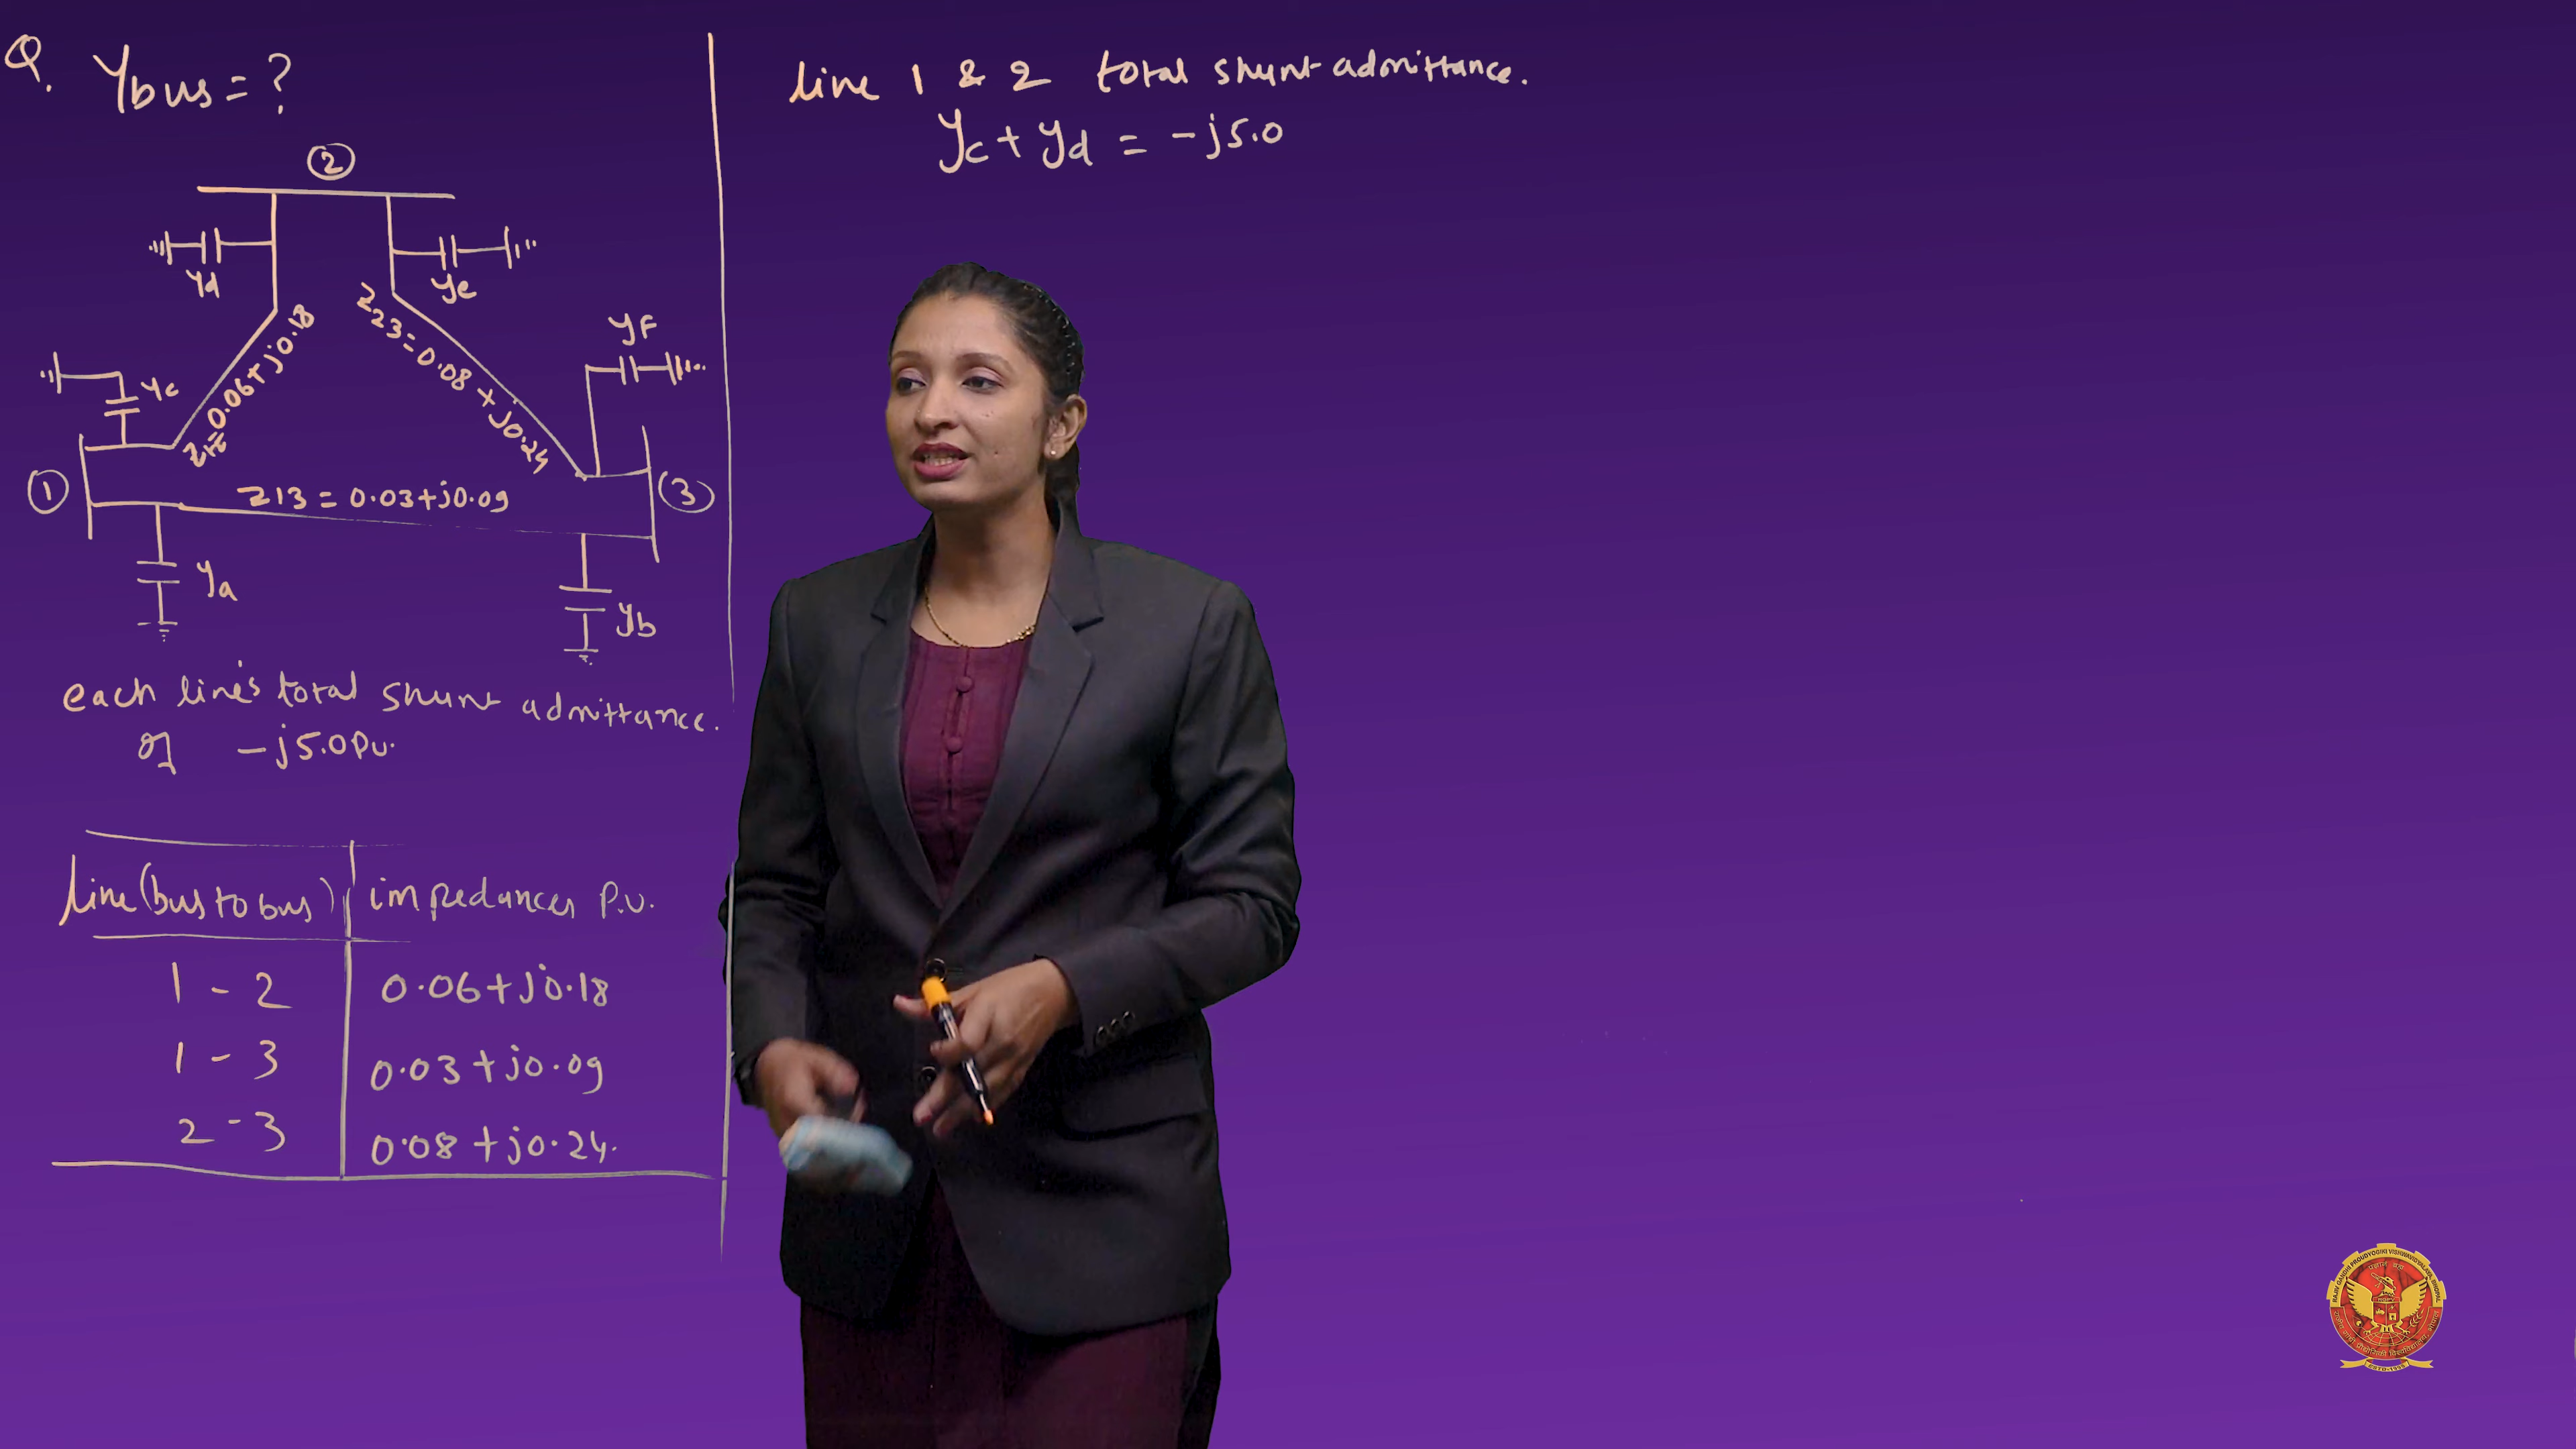 Q. Ybus = ?
2
yd
ye
Z12=0.06+j0.18
Z23=0.08+j0.24
yF
yc
1
Z13 = 0.03+j0.09
3
ya
yb
each line's total shunt admittance.
of -j5.0 Pu.
line (bus to bus) impedances P.U.
1 - 2 0.06+j0.18
1 - 3 0.03+j0.09
2 - 3 0.08+j0.24.
line 1 & 2 total shunt admittance.
yc + yd = -j5.0